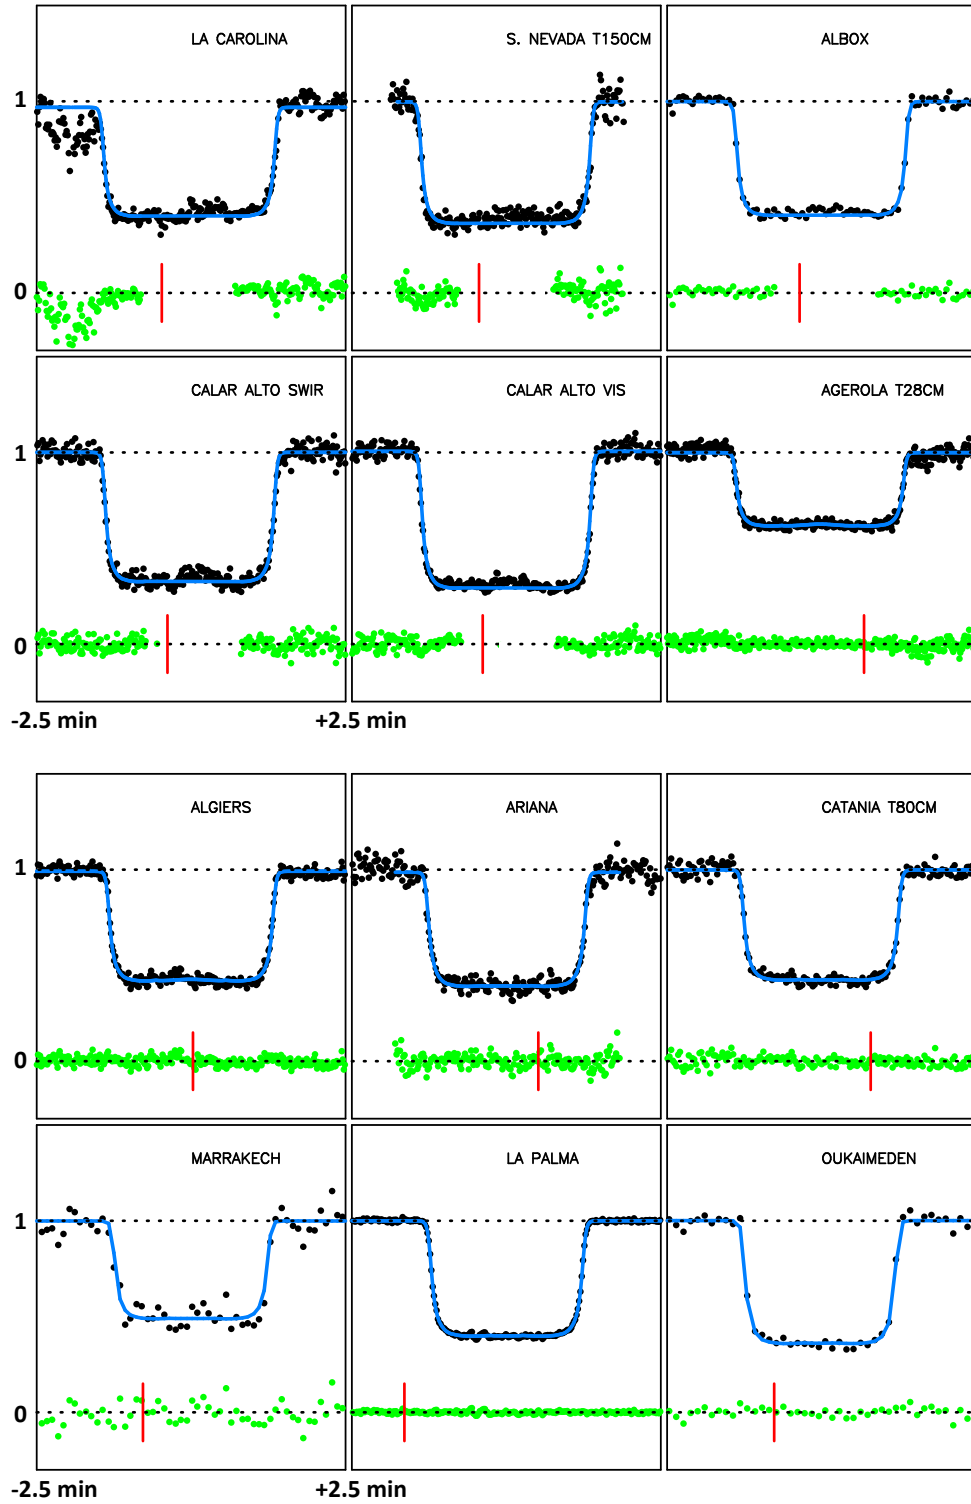 LA CAROLINA
S. NEVADA T150CM
ALBOX
1
0
CALAR ALTO SWIR
CALAR ALTO VIS
AGEROLA T28CM
1
0
-2.5 min
+2.5 min
ALGIERS
ARIANA
CATANIA T80CM
1
0
MARRAKECH
LA PALMA
OUKAIMEDEN
1
0
-2.5 min
+2.5 min